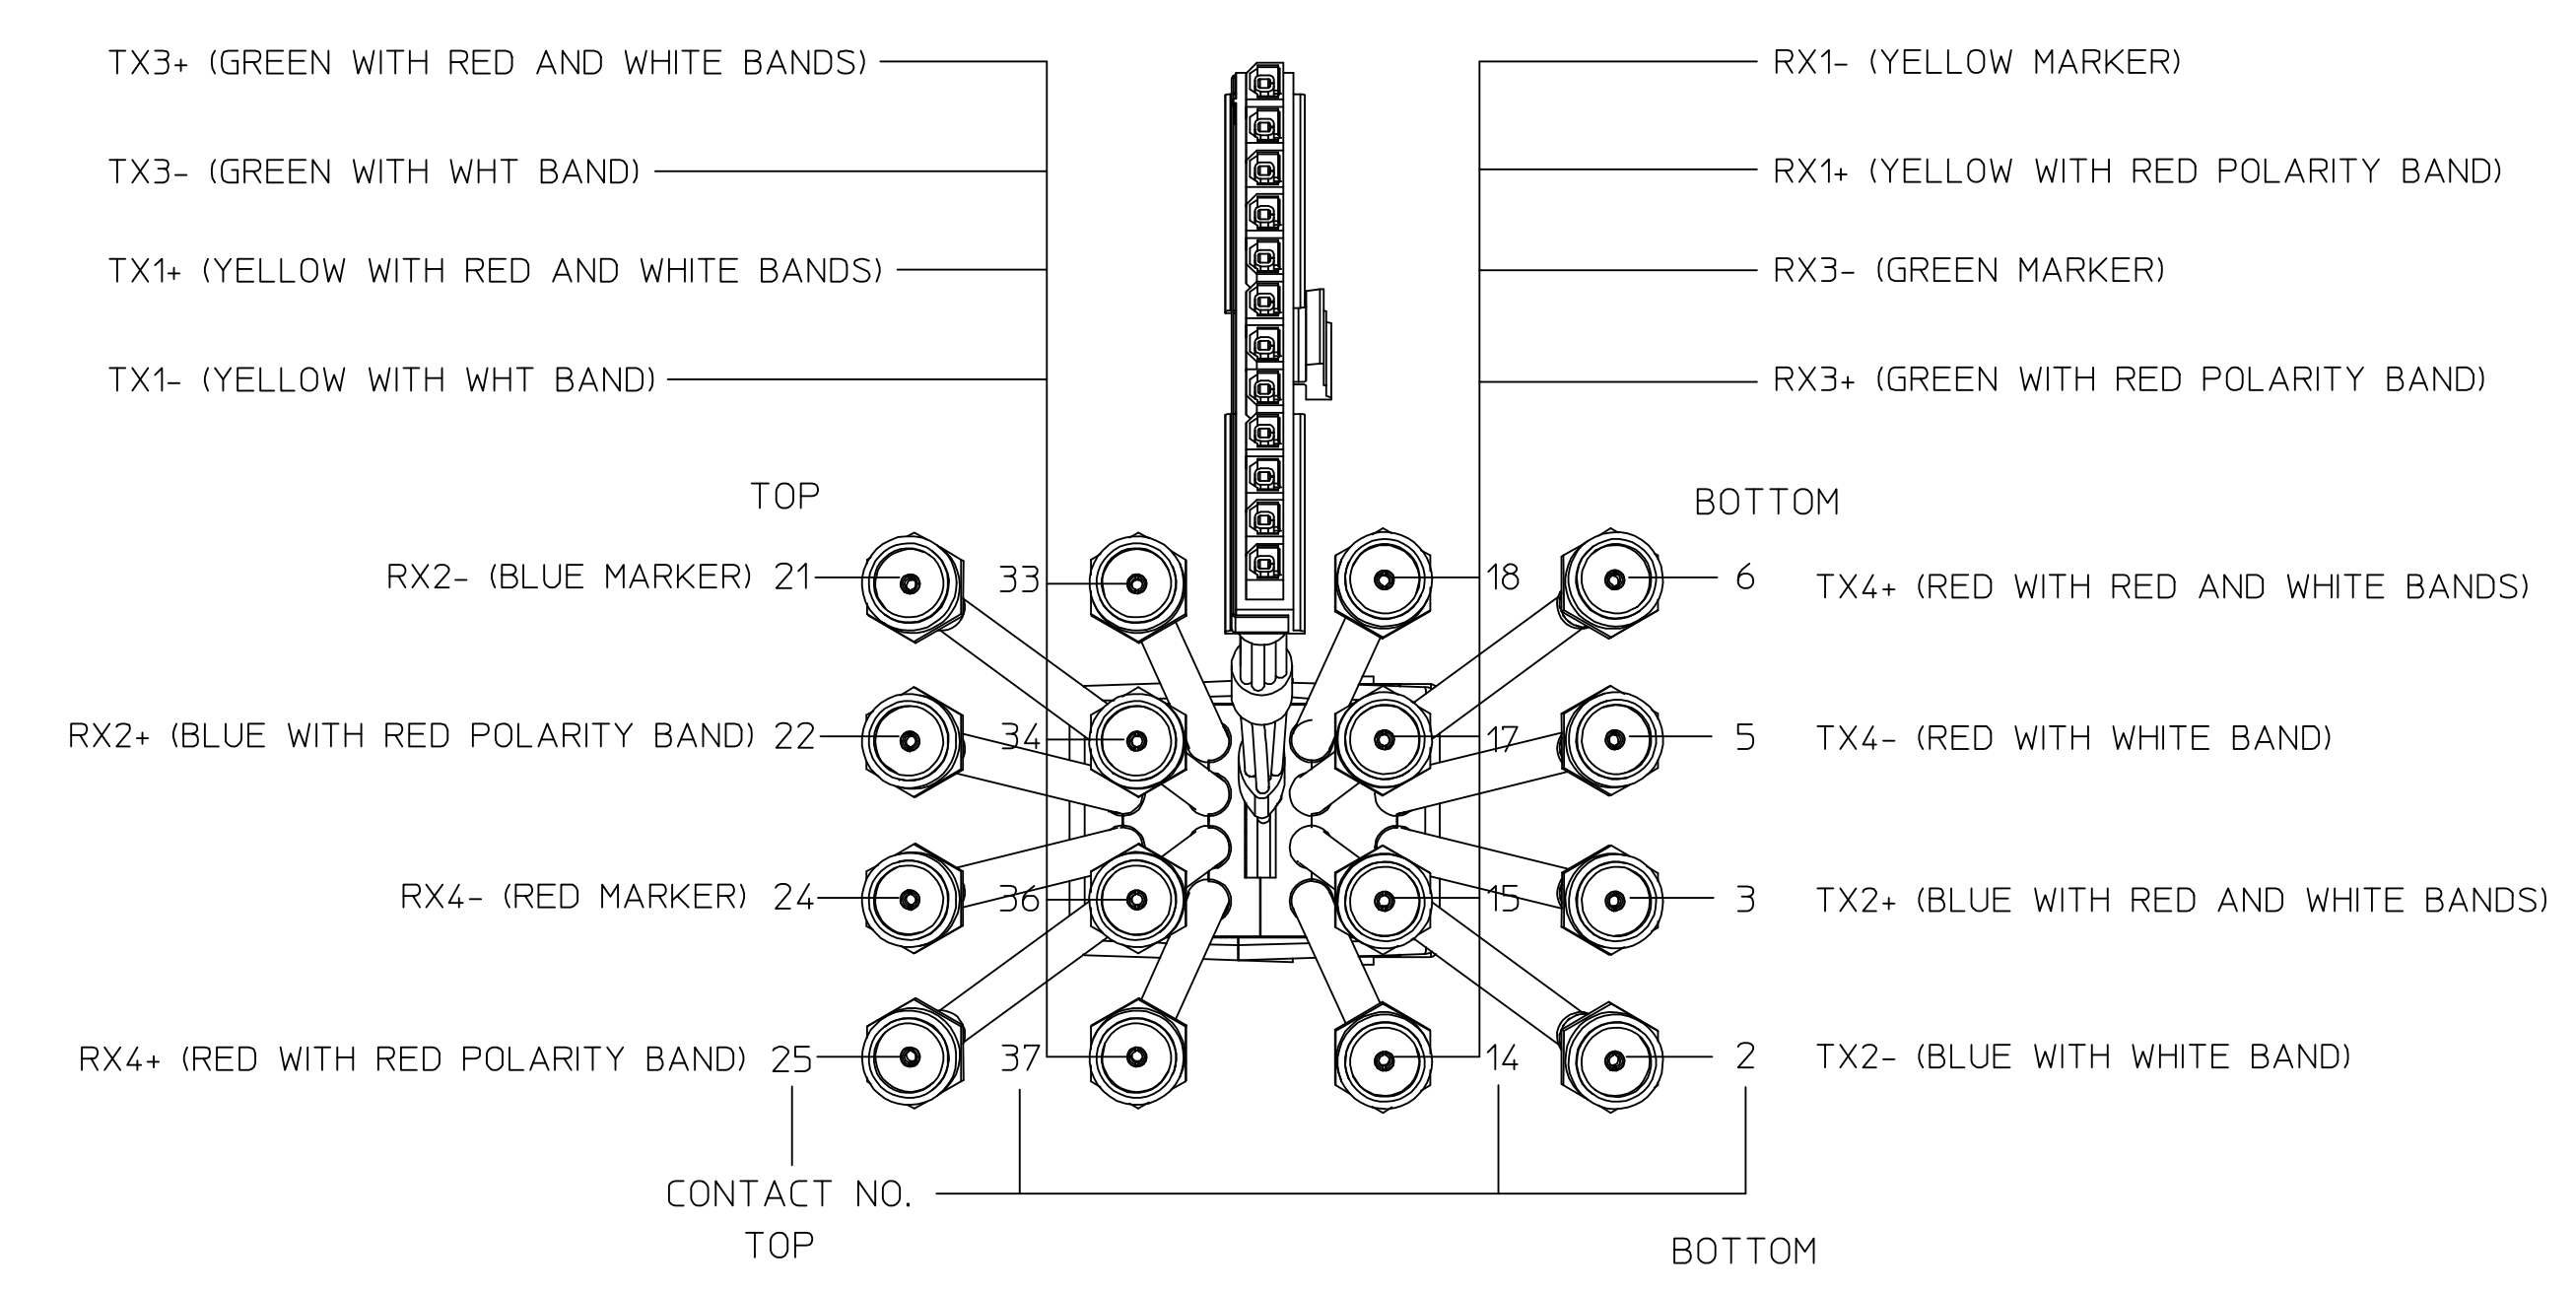 TX3+ (GREEN WITH RED AND WHITE BANDS)
RX1- (YELLOW MARKER)
TX3- (GREEN WITH WHT BAND)
RX1+ (YELLOW WITH RED POLARITY BAND)
TX1+ (YELLOW WITH RED AND WHITE BANDS)
RX3- (GREEN MARKER)
TX1- (YELLOW WITH WHT BAND)
RX3+ (GREEN WITH RED POLARITY BAND)
TOP
BOTTOM
RX2- (BLUE MARKER) 21
33
18
6 TX4+ (RED WITH RED AND WHITE BANDS)
RX2+ (BLUE WITH RED POLARITY BAND) 22
34
17
5 TX4- (RED WITH WHITE BAND)
RX4- (RED MARKER) 24
36
15
3 TX2+ (BLUE WITH RED AND WHITE BANDS)
RX4+ (RED WITH RED POLARITY BAND) 25
37
14
2 TX2- (BLUE WITH WHITE BAND)
CONTACT NO.
TOP
BOTTOM